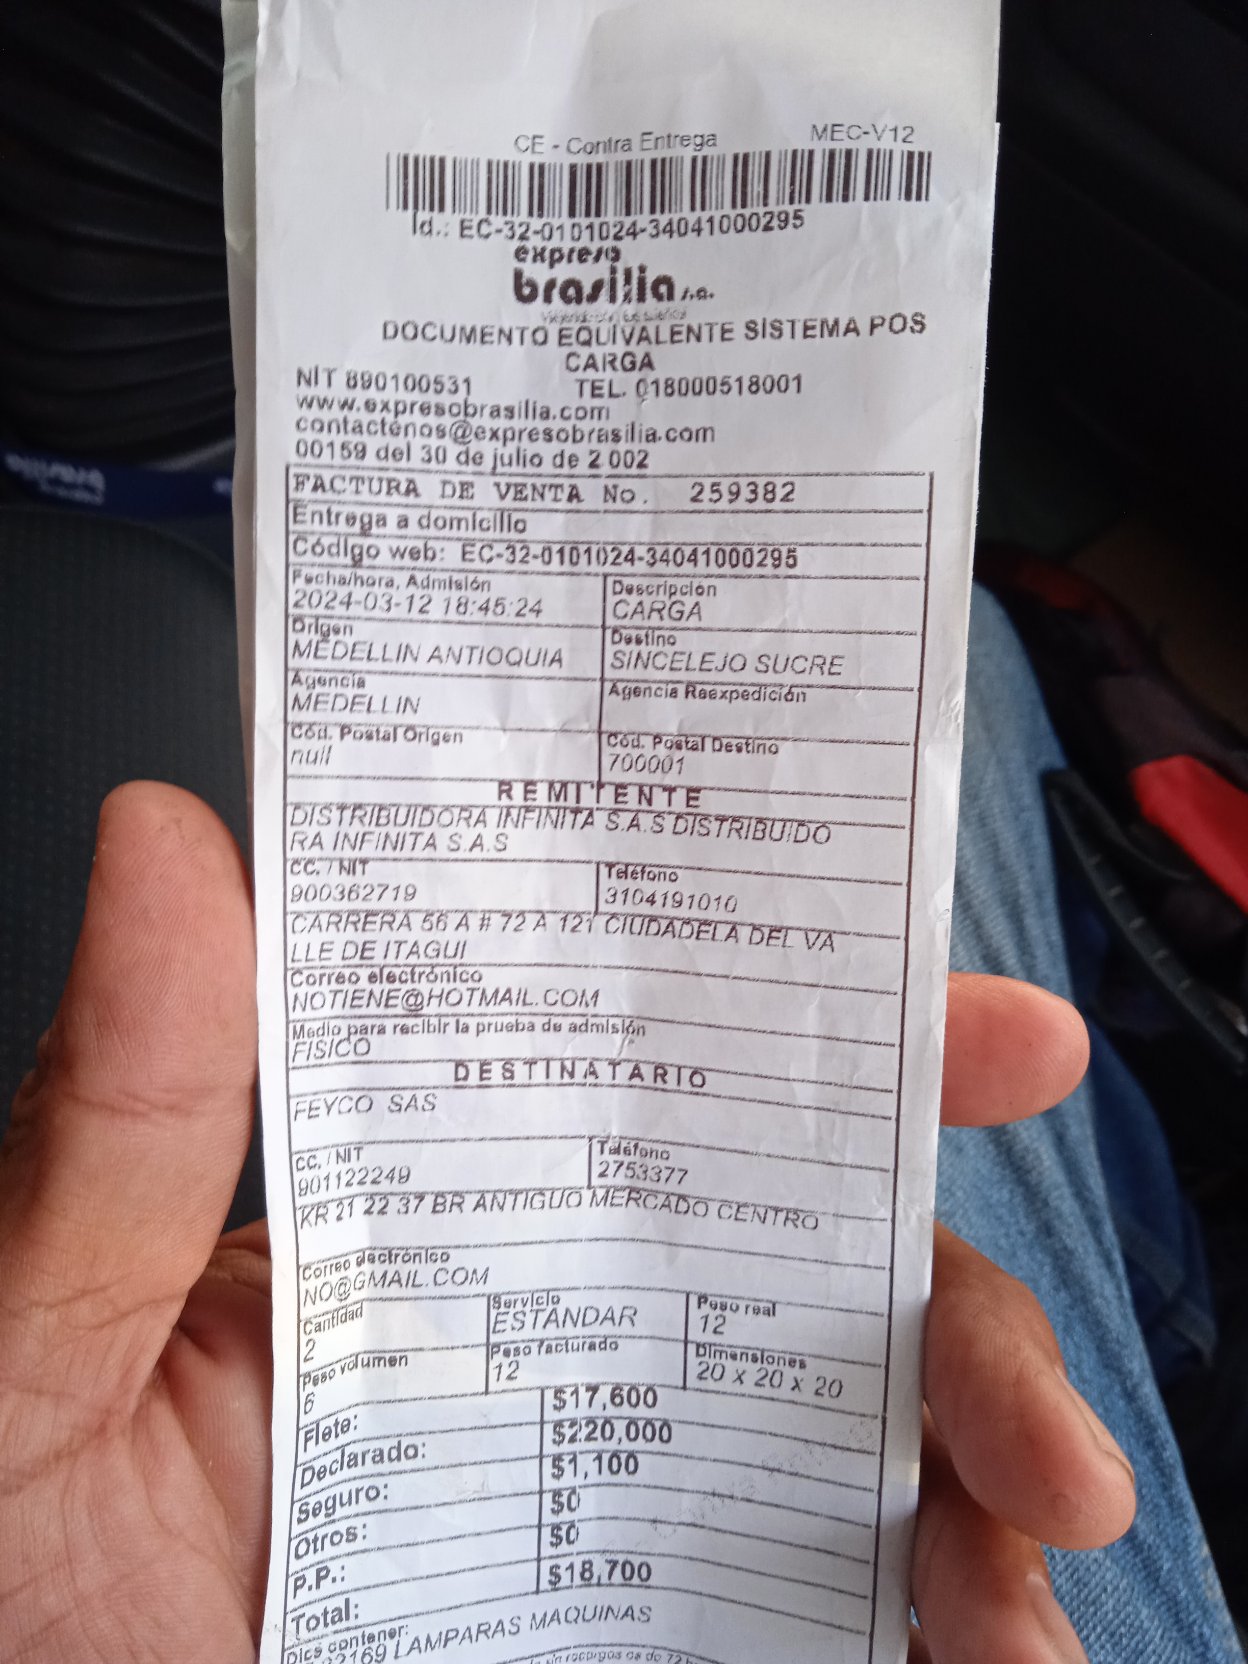 CE - Contra Entrega MEC-V12
Id.: EC-32-0101024-34041000295
expreso
brasilia s.a.
DOCUMENTO EQUIVALENTE SISTEMA POS
CARGA
NIT 890100531 TEL. 018000518001
www.expresobrasilia.com
contactenos@expresobrasilia.com
00159 del 30 de julio de 2.002
FACTURA DE VENTA No. 259382
Entrega a domicilio
Código web: EC-32-0101024-34041000295
Fecha/hora, Admisión Descripción
2024-03-12 18:45:24 CARGA
Origen Destino
MEDELLIN ANTIOQUIA SINCELEJO SUCRE
Agencia Agencia Reexpedición
MEDELLIN
Cód. Postal Origen Cód. Postal Destino
null 700001
REMITENTE
DISTRIBUIDORA INFINITA S.A.S DISTRIBUIDO
RA INFINITA S.A.S
CC. / NIT Teléfono
900362719 3104191010
CARRERA 56 A # 72 A 121 CIUDADELA DEL VA
LLE DE ITAGUI
Correo electrónico
NOTIENE@HOTMAIL.COM
Medio para recibir la prueba de admisión
FISICO
DESTINATARIO
FEYCO SAS
CC. / NIT Teléfono
901122249 2753377
KR 21 22 37 BR ANTIGUO MERCADO CENTRO
Correo electrónico
NO@GMAIL.COM
Cantidad Servicio Peso real
2 ESTANDAR 12
Peso volumen Peso facturado Dimensiones
6 12 20 x 20 x 20
Flete: $17,600
Declarado: $220,000
Seguro: $1,100
Otros: $0
P.P.: $0
Total: $18,700
Dics contener:
LAMPARAS MAQUINAS